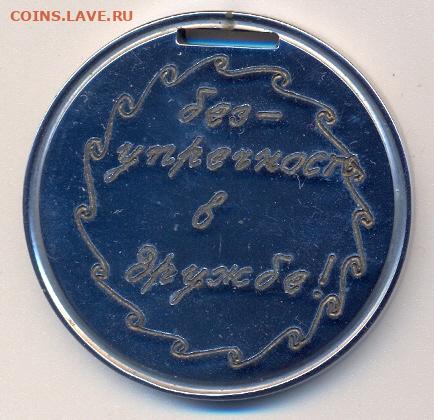 COINS.LAVE.RU
без-
упречность
в
дружбе!